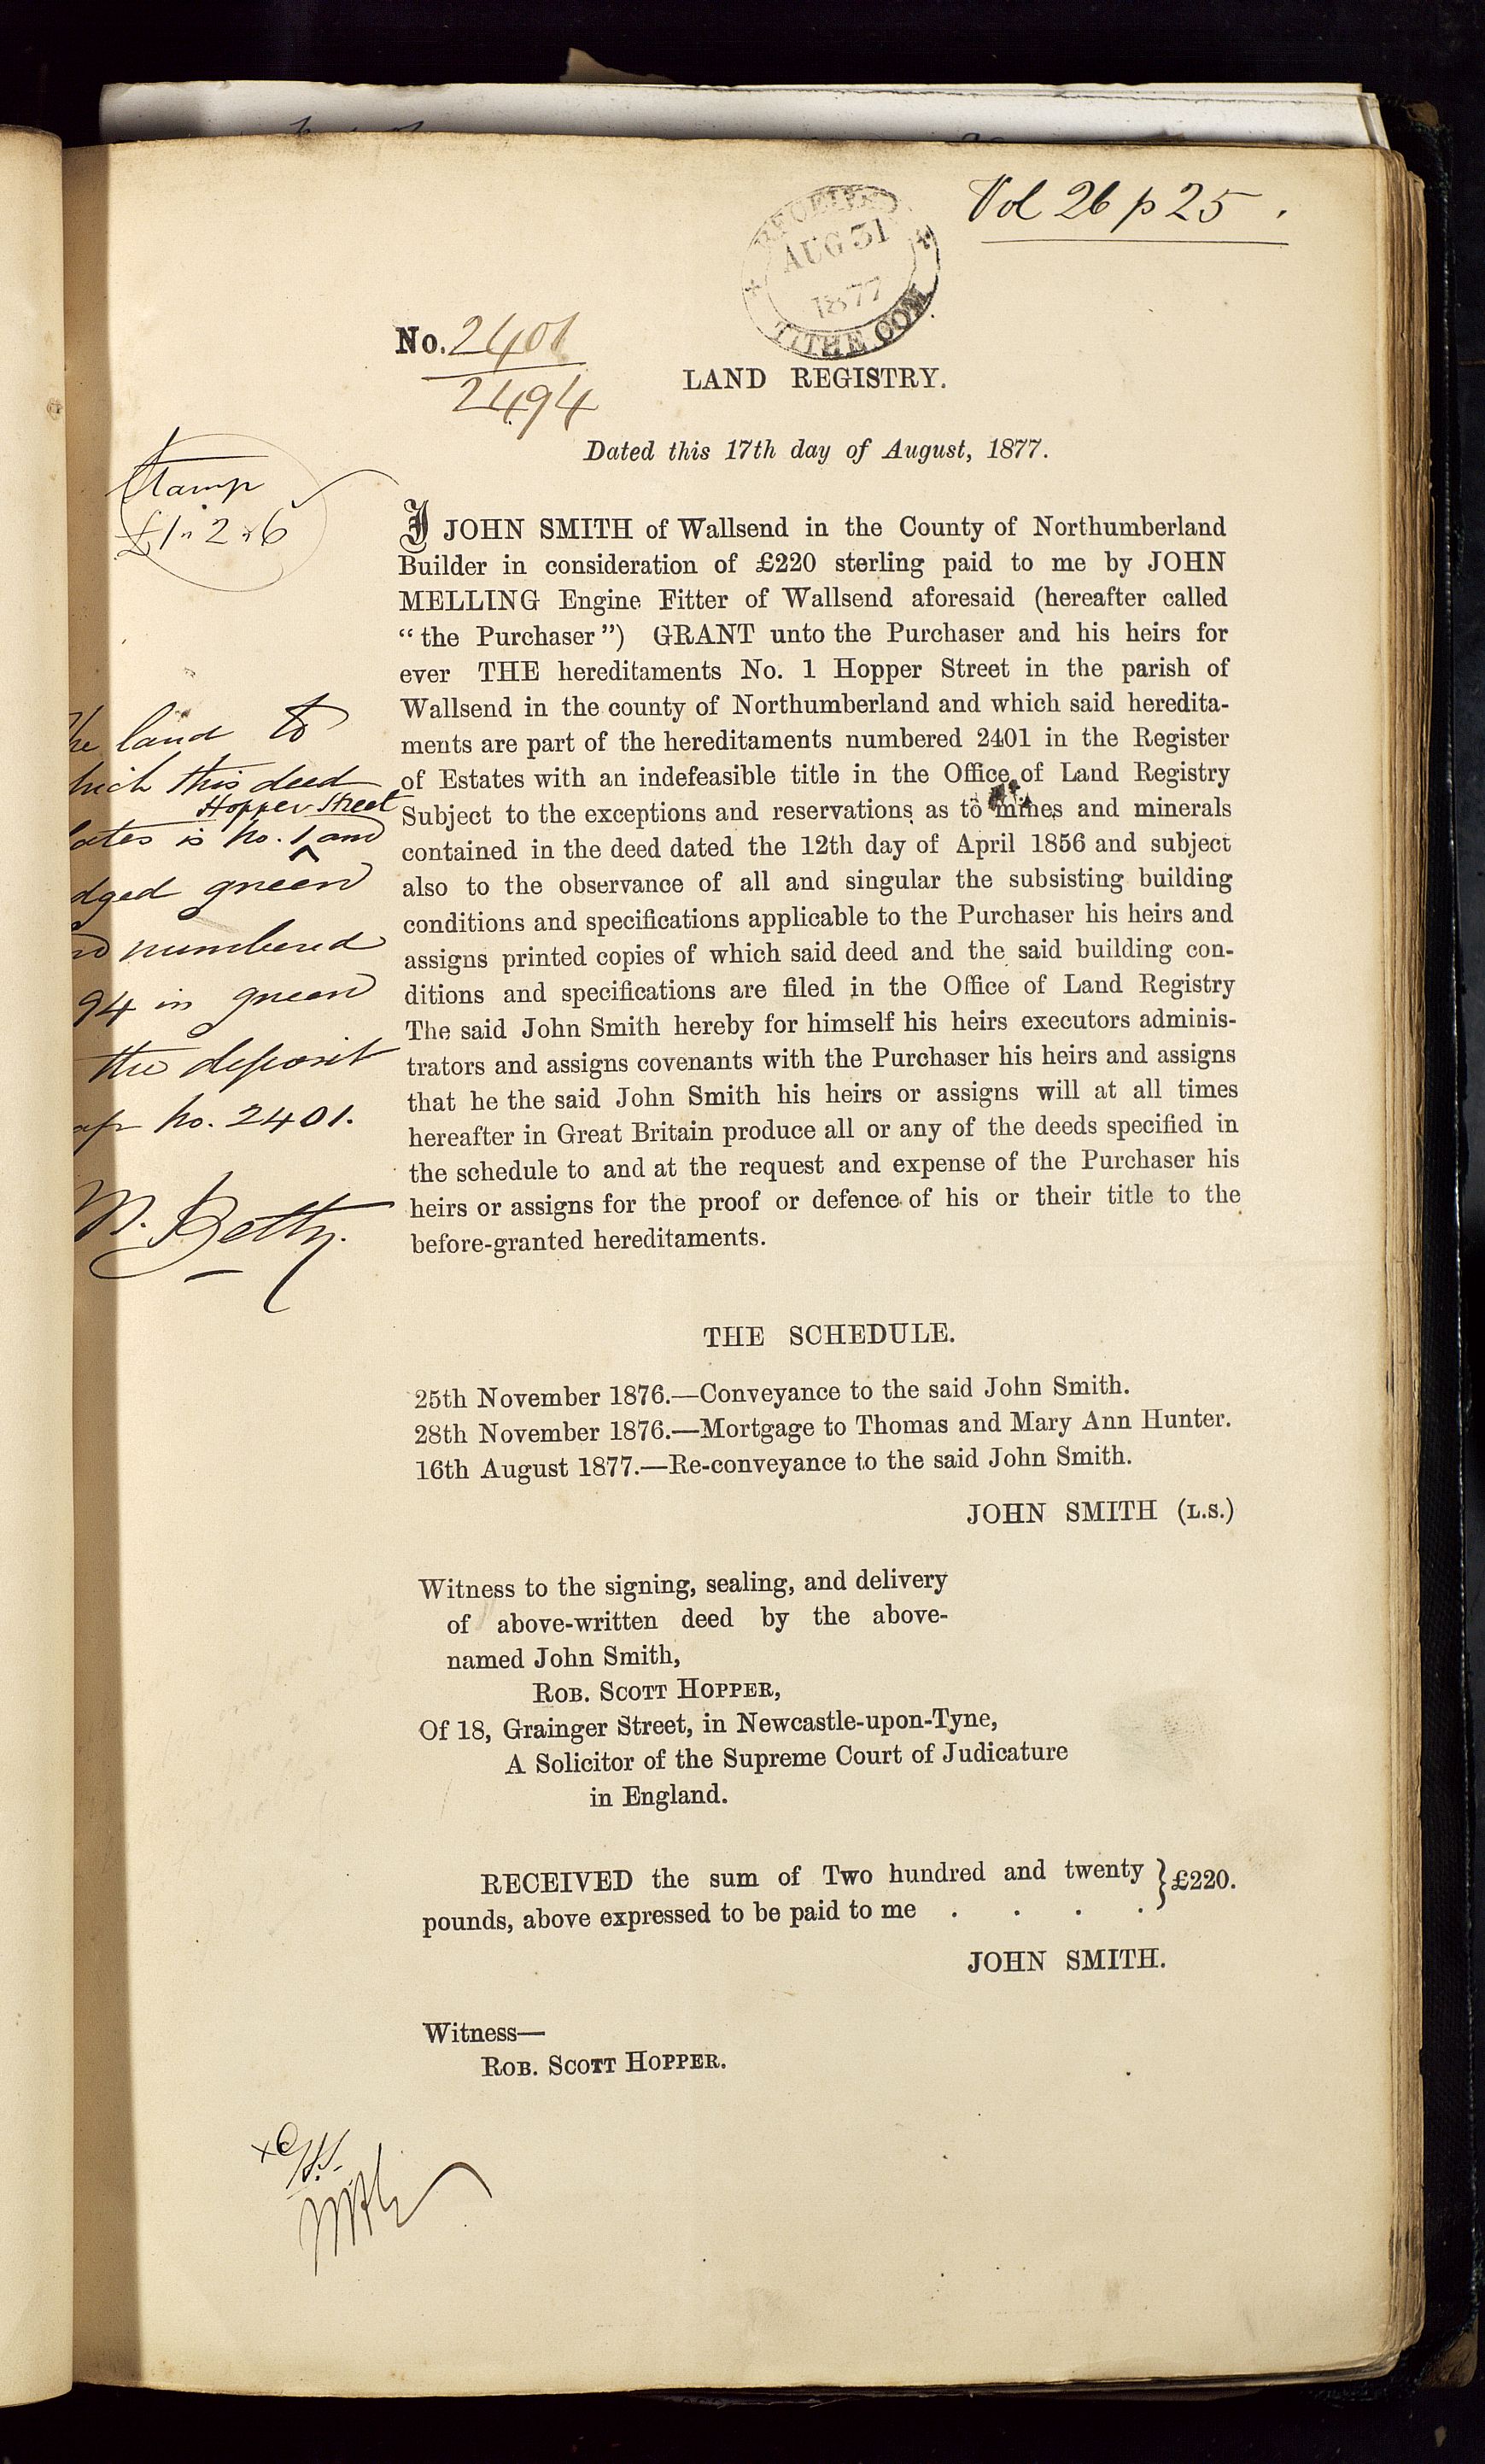 Vol 26 p 25.
RECEIVED
AUG 31
1877
TITHE COM
No. 2401
2494
LAND REGISTRY.
Dated this 17th day of August, 1877.
Stamp
£1 " 2 " 6
I JOHN SMITH of Wallsend in the County of Northumberland
Builder in consideration of £220 sterling paid to me by JOHN
MELLING Engine Fitter of Wallsend aforesaid (hereafter called
“the Purchaser”) GRANT unto the Purchaser and his heirs for
ever THE hereditaments No. 1 Hopper Street in the parish of
Wallsend in the county of Northumberland and which said heredita-
ments are part of the hereditaments numbered 2401 in the Register
of Estates with an indefeasible title in the Office of Land Registry
Subject to the exceptions and reservations as to mines and minerals
contained in the deed dated the 12th day of April 1856 and subject
also to the observance of all and singular the subsisting building
conditions and specifications applicable to the Purchaser his heirs and
assigns printed copies of which said deed and the said building con-
ditions and specifications are filed in the Office of Land Registry
The said John Smith hereby for himself his heirs executors adminis-
trators and assigns covenants with the Purchaser his heirs and assigns
that he the said John Smith his heirs or assigns will at all times
hereafter in Great Britain produce all or any of the deeds specified in
the schedule to and at the request and expense of the Purchaser his
heirs or assigns for the proof or defence of his or their title to the
before-granted hereditaments.
he land to
hich this deed
Hopper Street
lates is No. 1 and
dged green
numbered
94 in green
the deposit
ap No. 2401.
THE SCHEDULE.
25th November 1876.—Conveyance to the said John Smith.
28th November 1876.—Mortgage to Thomas and Mary Ann Hunter.
16th August 1877.—Re-conveyance to the said John Smith.
JOHN SMITH (L.S.)
Witness to the signing, sealing, and delivery
of above-written deed by the above-
named John Smith,
ROB. SCOTT HOPPER,
Of 18, Grainger Street, in Newcastle-upon-Tyne,
A Solicitor of the Supreme Court of Judicature
in England.
RECEIVED the sum of Two hundred and twenty } £220.
pounds, above expressed to be paid to me . . . .
JOHN SMITH.
Witness—
ROB. SCOTT HOPPER.